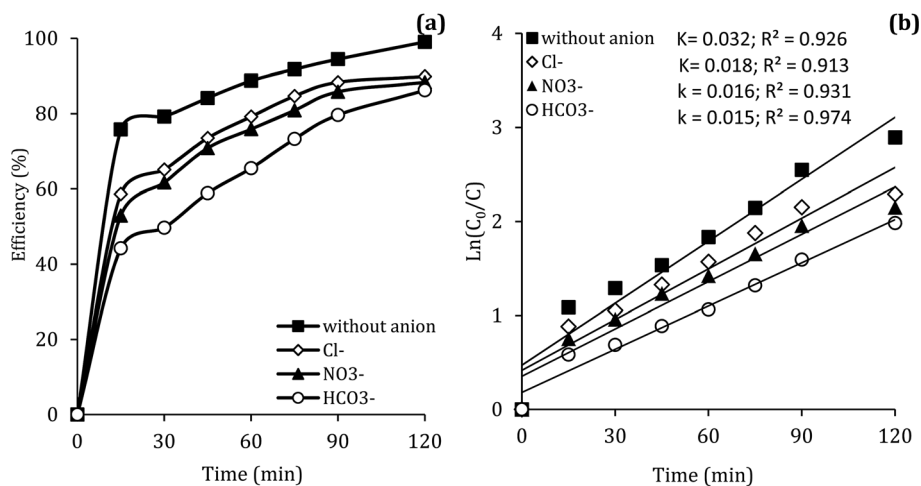 (a)
100
80
60
40
20
0
Efficiency (%)
0 30 60 90 120
Time (min)
without anion
Cl-
NO3-
HCO3-
(b)
4
3
2
1
0
Ln(C₀/C)
0 30 60 90 120
Time (min)
without anion K= 0.032; R² = 0.926
Cl- K= 0.018; R² = 0.913
NO3- k = 0.016; R² = 0.931
HCO3- k = 0.015; R² = 0.974